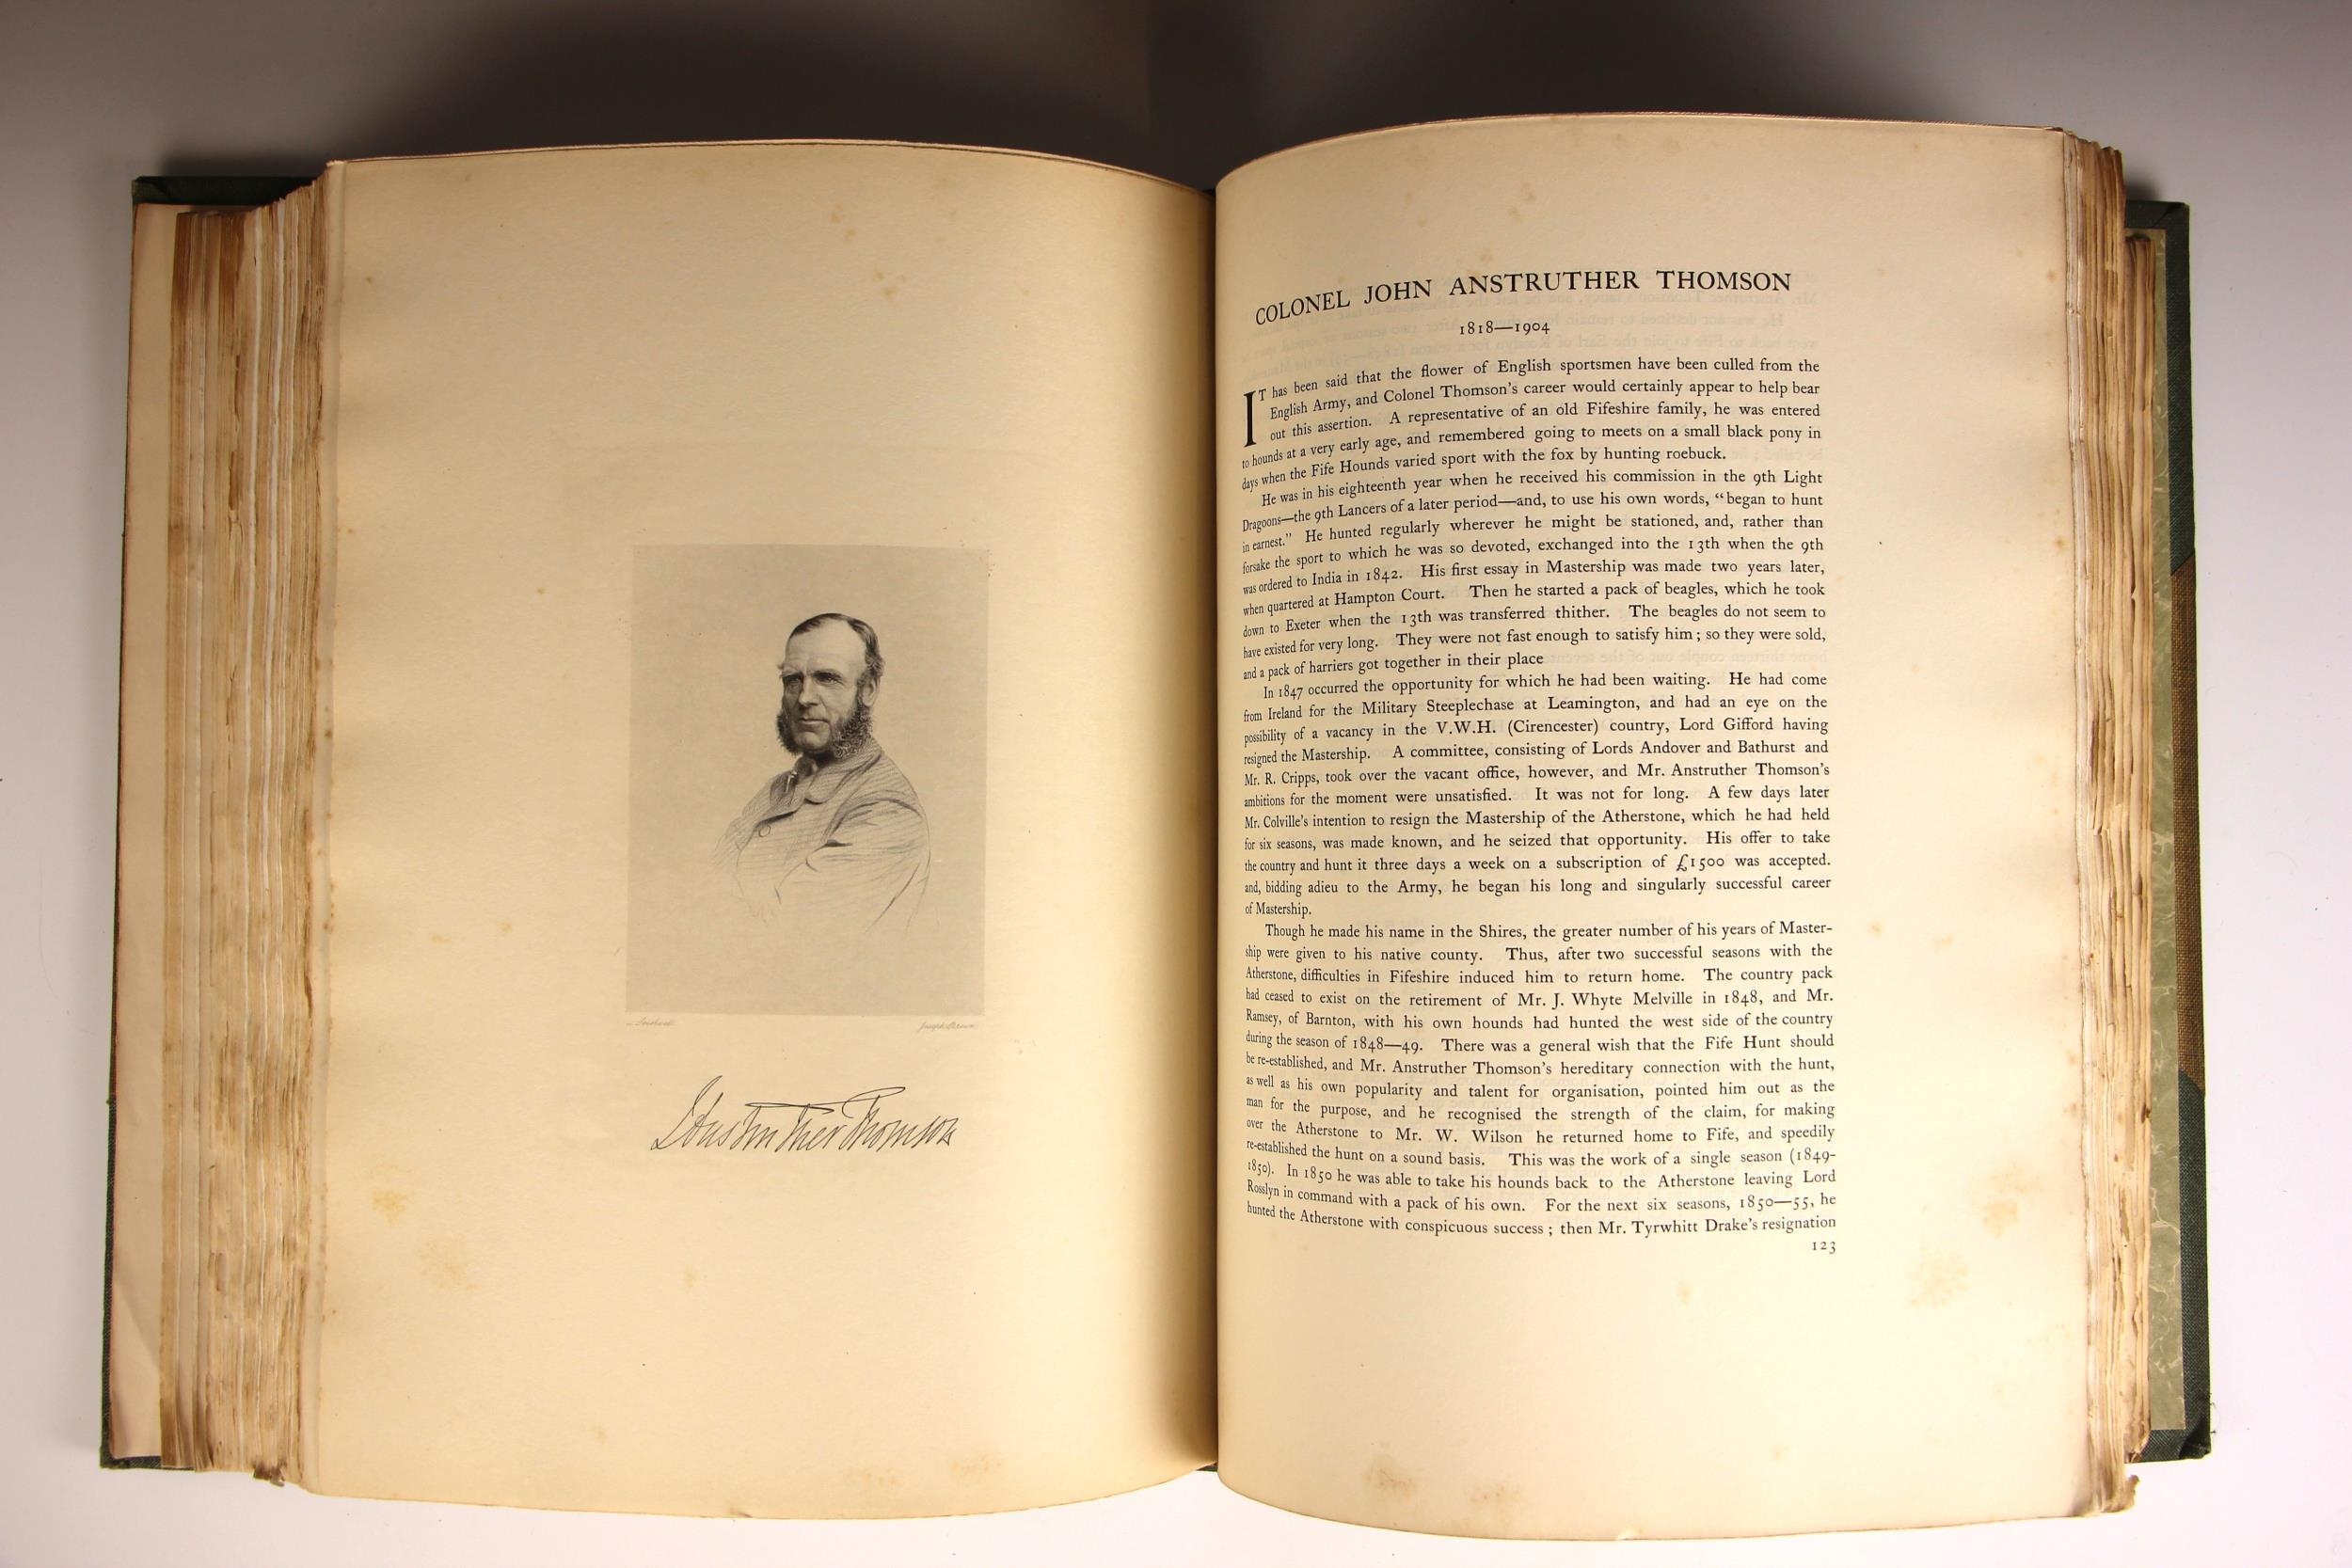 Joseph Brown
J Anstruther Thomson
COLONEL JOHN ANSTRUTHER THOMSON
1818—1904
IT has been said that the flower of English sportsmen have been culled from the
English Army, and Colonel Thomson's career would certainly appear to help bear
out this assertion. A representative of an old Fifeshire family, he was entered
to hounds at a very early age, and remembered going to meets on a small black pony in
days when the Fife Hounds varied sport with the fox by hunting roebuck.
He was in his eighteenth year when he received his commission in the 9th Light
Dragoons—the 9th Lancers of a later period—and, to use his own words, "began to hunt
in earnest." He hunted regularly wherever he might be stationed, and, rather than
forsake the sport to which he was so devoted, exchanged into the 13th when the 9th
was ordered to India in 1842. His first essay in Mastership was made two years later,
when quartered at Hampton Court. Then he started a pack of beagles, which he took
down to Exeter when the 13th was transferred thither. The beagles do not seem to
have existed for very long. They were not fast enough to satisfy him; so they were sold,
and a pack of harriers got together in their place
In 1847 occurred the opportunity for which he had been waiting. He had come
from Ireland for the Military Steeplechase at Leamington, and had an eye on the
possibility of a vacancy in the V.W.H. (Cirencester) country, Lord Gifford having
resigned the Mastership. A committee, consisting of Lords Andover and Bathurst and
Mr. R. Cripps, took over the vacant office, however, and Mr. Anstruther Thomson's
ambitions for the moment were unsatisfied. It was not for long. A few days later
Mr. Colvile's intention to resign the Mastership of the Atherstone, which he had held
for six seasons, was made known, and he seized that opportunity. His offer to take
the country and hunt it three days a week on a subscription of £1500 was accepted.
and, bidding adieu to the Army, he began his long and singularly successful career
of Mastership.
Though he made his name in the Shires, the greater number of his years of Master-
ship were given to his native county. Thus, after two successful seasons with the
Atherstone, difficulties in Fifeshire induced him to return home. The country pack
had ceased to exist on the retirement of Mr. J. Whyte Melville in 1848, and Mr.
Ramsey, of Barnton, with his own hounds had hunted the west side of the country
during the season of 1848—49. There was a general wish that the Fife Hunt should
be re-established, and Mr. Anstruther Thomson's hereditary connection with the hunt,
as well as his own popularity and talent for organisation, pointed him out as the
man for the purpose, and he recognised the strength of the claim, for making
over the Atherstone to Mr. W. Wilson he returned home to Fife, and speedily
re-established the hunt on a sound basis. This was the work of a single season (1849-
1850). In 1850 he was able to take his hounds back to the Atherstone leaving Lord
Rosslyn in command with a pack of his own. For the next six seasons, 1850—55, he
hunted the Atherstone with conspicuous success; then Mr. Tyrwhitt Drake's resignation
123